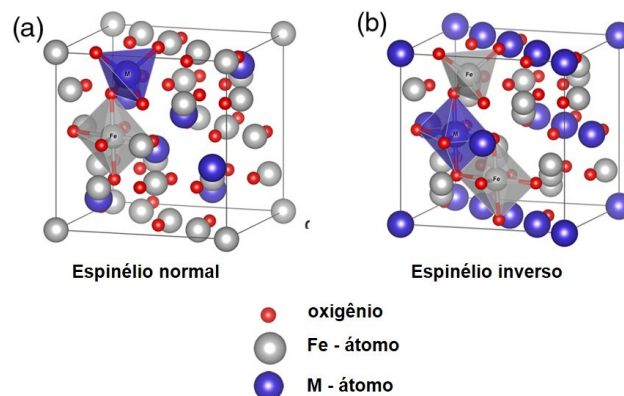 (a)
(b)
M
Fe
Fe
M
Fe
c
Espinélio normal
Espinélio inverso
oxigênio
Fe - átomo
M - átomo